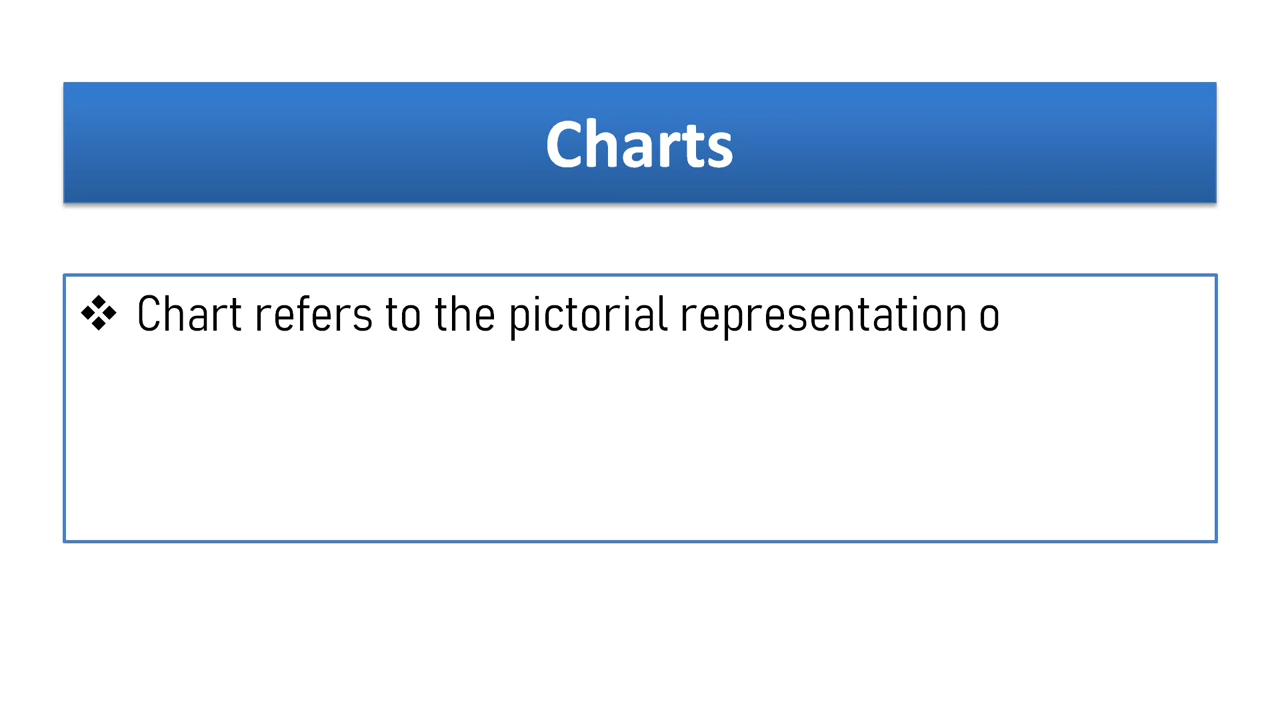 Charts
❖ Chart refers to the pictorial representation o